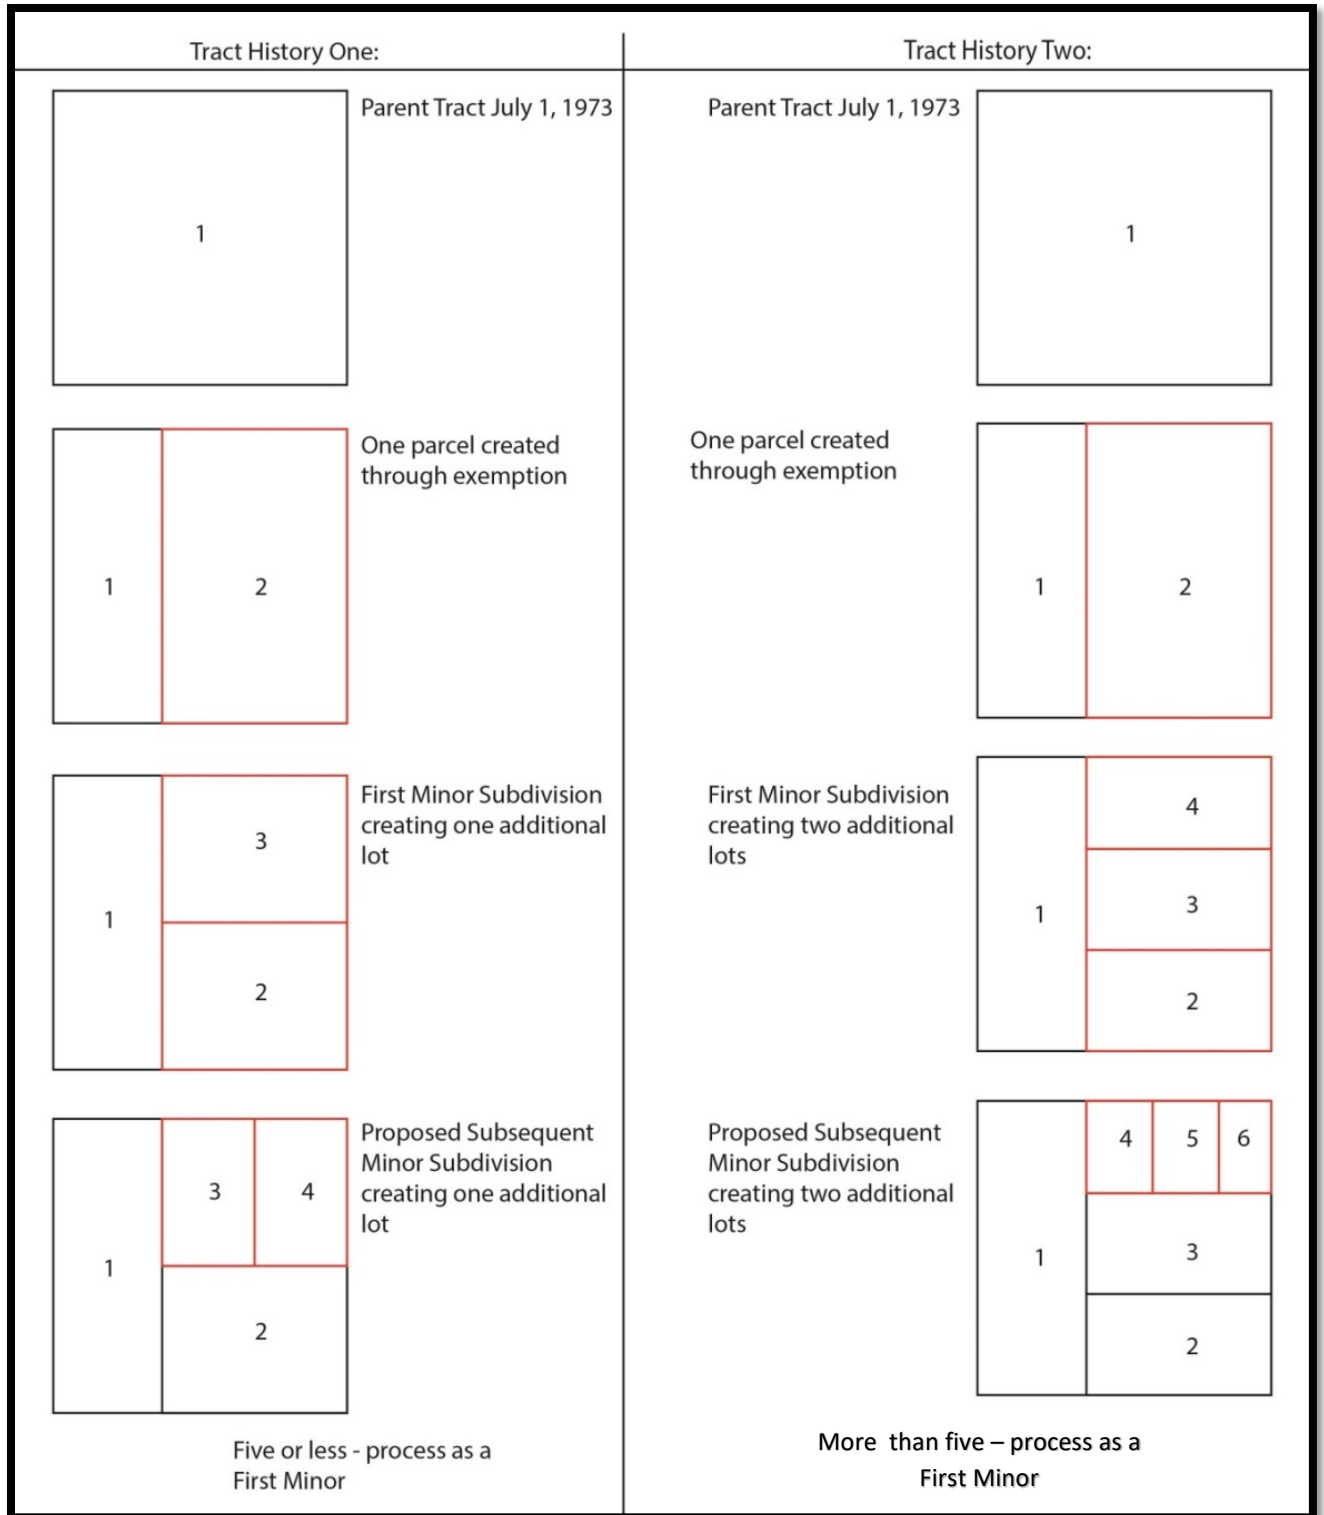 Tract History One:
Parent Tract July 1, 1973
1
One parcel created
through exemption
1
2
First Minor Subdivision
creating one additional
lot
3
1
2
Proposed Subsequent
Minor Subdivision
creating one additional
lot
3
4
1
2
Five or less - process as a
First Minor
Tract History Two:
Parent Tract July 1, 1973
1
One parcel created
through exemption
1
2
First Minor Subdivision
creating two additional
lots
4
3
1
2
Proposed Subsequent
Minor Subdivision
creating two additional
lots
4
5
6
3
1
2
More than five – process as a
First Minor